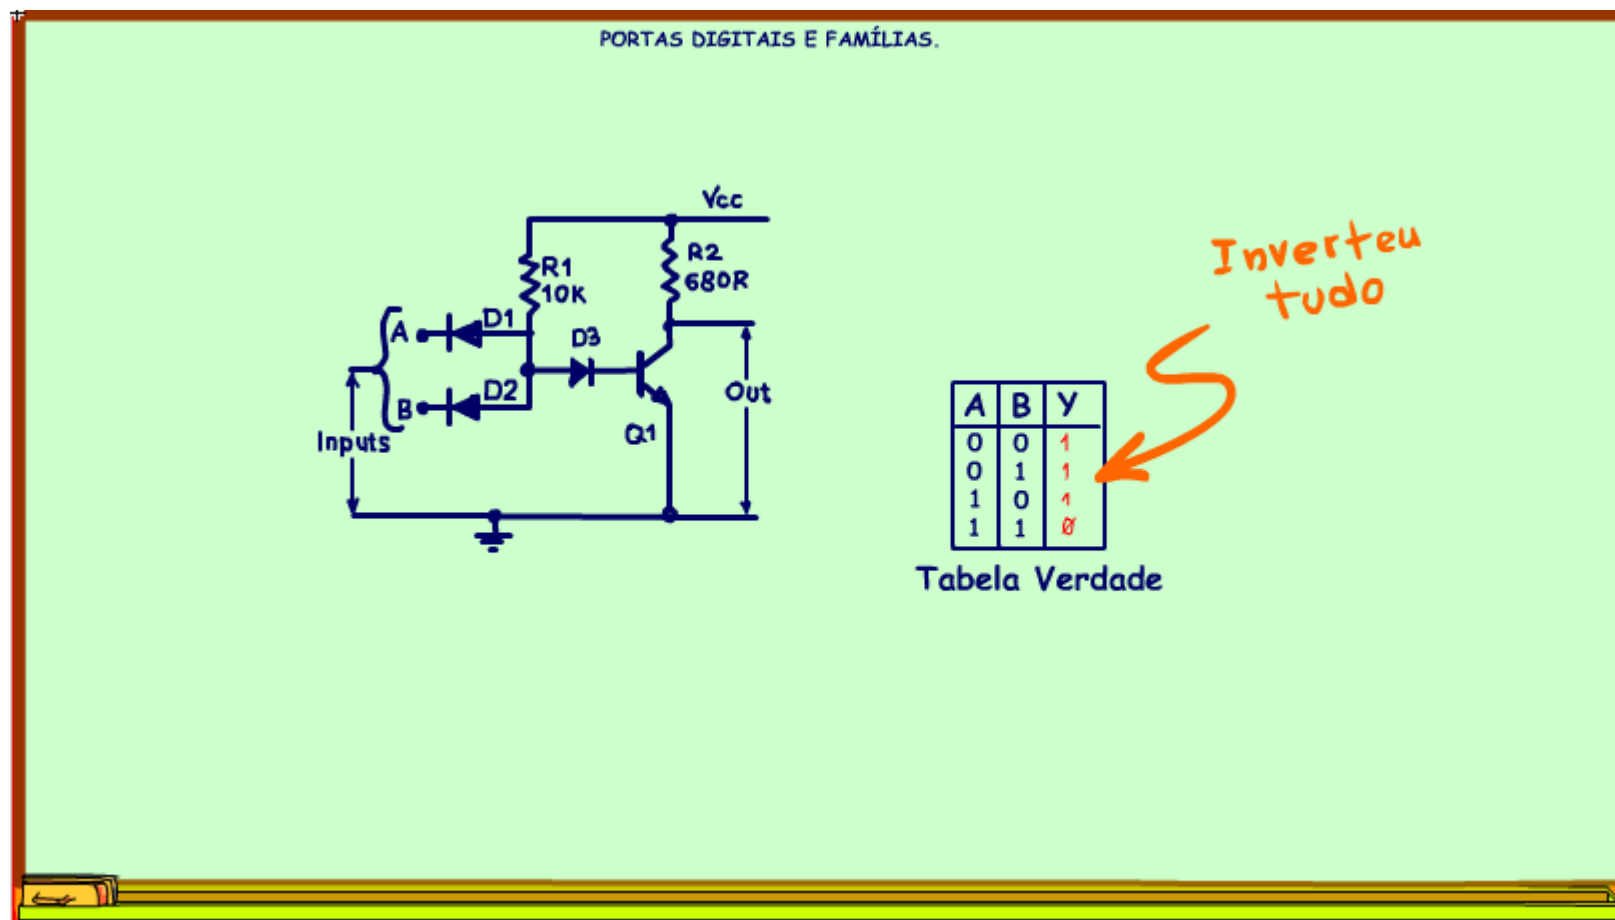 PORTAS DIGITAIS E FAMÍLIAS.
Vcc
R1
10K
R2
680R
A
D1
D3
B
D2
Out
Q1
Inputs
Inverteu
tudo
A B Y
0 0 1
0 1 1
1 0 1
1 1 0
Tabela Verdade